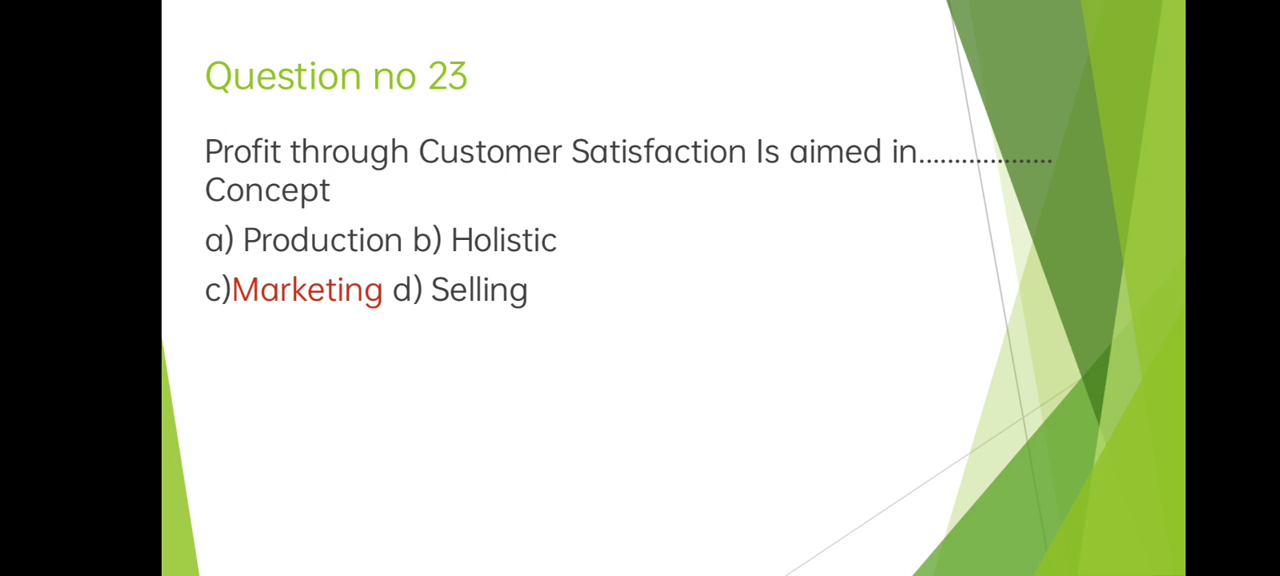 Question no 23
Profit through Customer Satisfaction Is aimed in...................
Concept
a) Production b) Holistic
c)Marketing d) Selling